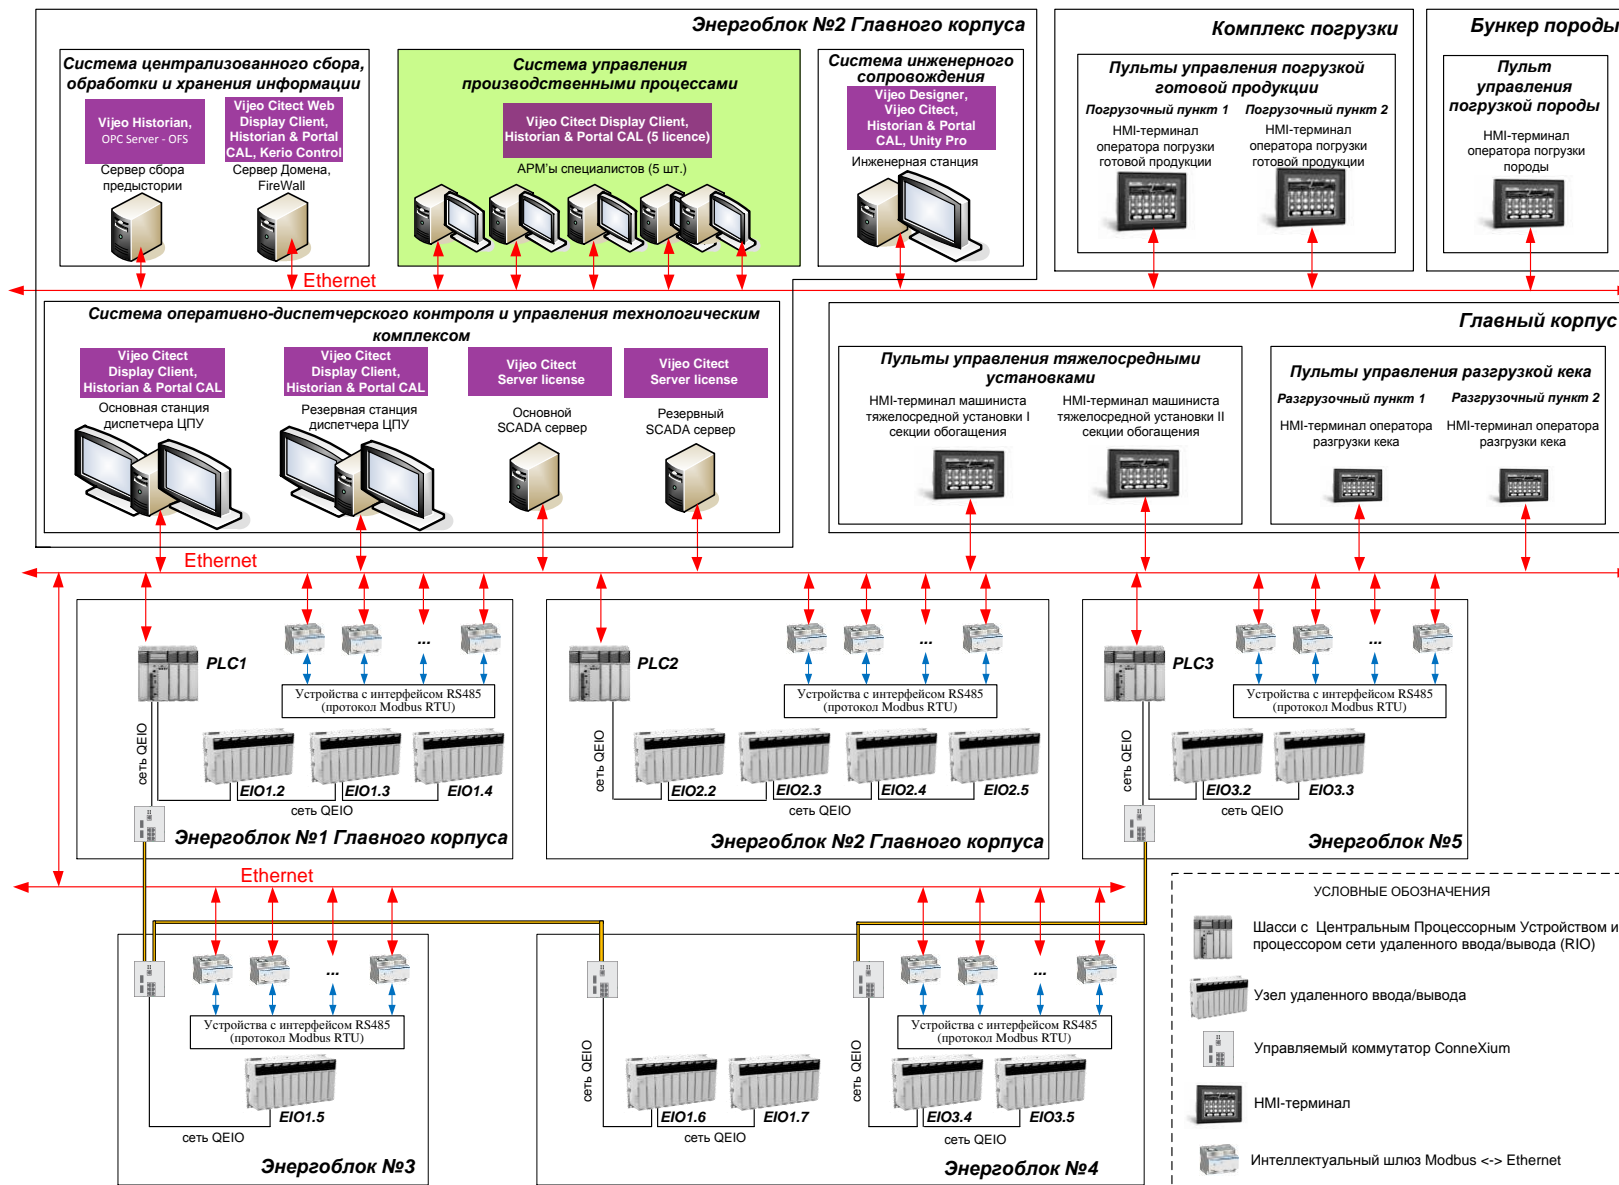 Энергоблок №2 Главного корпуса
Система централизованного сбора,
обработки и хранения информации
Vijeo Historian,
OPC Server - OFS
Сервер сбора
предыстории
Vijeo Citect Web
Display Client,
Historian & Portal
CAL, Kerio Control
Сервер Домена,
FireWall
Система управления
производственными процессами
Vijeo Citect Display Client,
Historian & Portal CAL (5 licence)
АРМ'ы специалистов (5 шт.)
Система инженерного
сопровождения
Vijeo Designer,
Vijeo Citect,
Historian & Portal
CAL, Unity Pro
Инженерная станция
Комплекс погрузки
Пульты управления погрузкой
готовой продукции
Погрузочный пункт 1
HMI-терминал
оператора погрузки
готовой продукции
Погрузочный пункт 2
HMI-терминал
оператора погрузки
готовой продукции
Бункер породы
Пульт
управления
погрузкой породы
HMI-терминал
оператора погрузки
породы
Ethernet
Система оперативно-диспетчерского контроля и управления технологическим
комплексом
Vijeo Citect
Display Client,
Historian & Portal CAL
Основная станция
диспетчера ЦПУ
Vijeo Citect
Display Client,
Historian & Portal CAL
Резервная станция
диспетчера ЦПУ
Vijeo Citect
Server license
Основной
SCADA сервер
Vijeo Citect
Server license
Резервный
SCADA сервер
Главный корпус
Пульты управления тяжелосредными
установками
HMI-терминал машиниста
тяжелосредной установки I
секции обогащения
HMI-терминал машиниста
тяжелосредной установки II
секции обогащения
Пульты управления разгрузкой кека
Разгрузочный пункт 1
HMI-терминал оператора
разгрузки кека
Разгрузочный пункт 2
HMI-терминал оператора
разгрузки кека
Ethernet
PLC1
...
Устройства с интерфейсом RS485
(протокол Modbus RTU)
сеть QEIO
EIO1.2
EIO1.3
EIO1.4
сеть QEIO
Энергоблок №1 Главного корпуса
PLC2
...
Устройства с интерфейсом RS485
(протокол Modbus RTU)
EIO2.2
EIO2.3
EIO2.4
EIO2.5
сеть QEIO
Энергоблок №2 Главного корпуса
PLC3
...
Устройства с интерфейсом RS485
(протокол Modbus RTU)
сеть QEIO
EIO3.2
EIO3.3
сеть QEIO
Энергоблок №5
Ethernet
...
Устройства с интерфейсом RS485
(протокол Modbus RTU)
сеть QEIO
EIO1.5
сеть QEIO
Энергоблок №3
сеть QEIO
EIO1.6
EIO1.7
сеть QEIO
...
Устройства с интерфейсом RS485
(протокол Modbus RTU)
сеть QEIO
EIO3.4
EIO3.5
сеть QEIO
Энергоблок №4
УСЛОВНЫЕ ОБОЗНАЧЕНИЯ
Шасси с Центральным Процессорным Устройством и
процессором сети удаленного ввода/вывода (RIO)
Узел удаленного ввода/вывода
Управляемый коммутатор ConneXium
HMI-терминал
Интеллектуальный шлюз Modbus <-> Ethernet